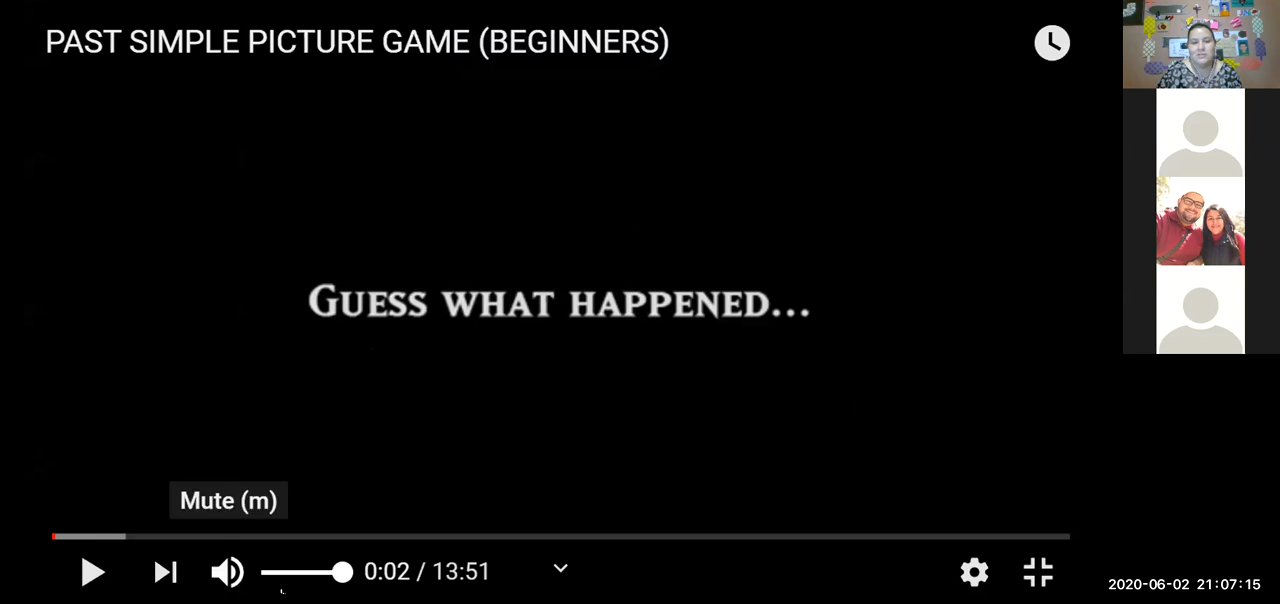 PAST SIMPLE PICTURE GAME (BEGINNERS)
GUESS WHAT HAPPENED...
Mute (m)
0:02 / 13:51
2020-06-02 21:07:15